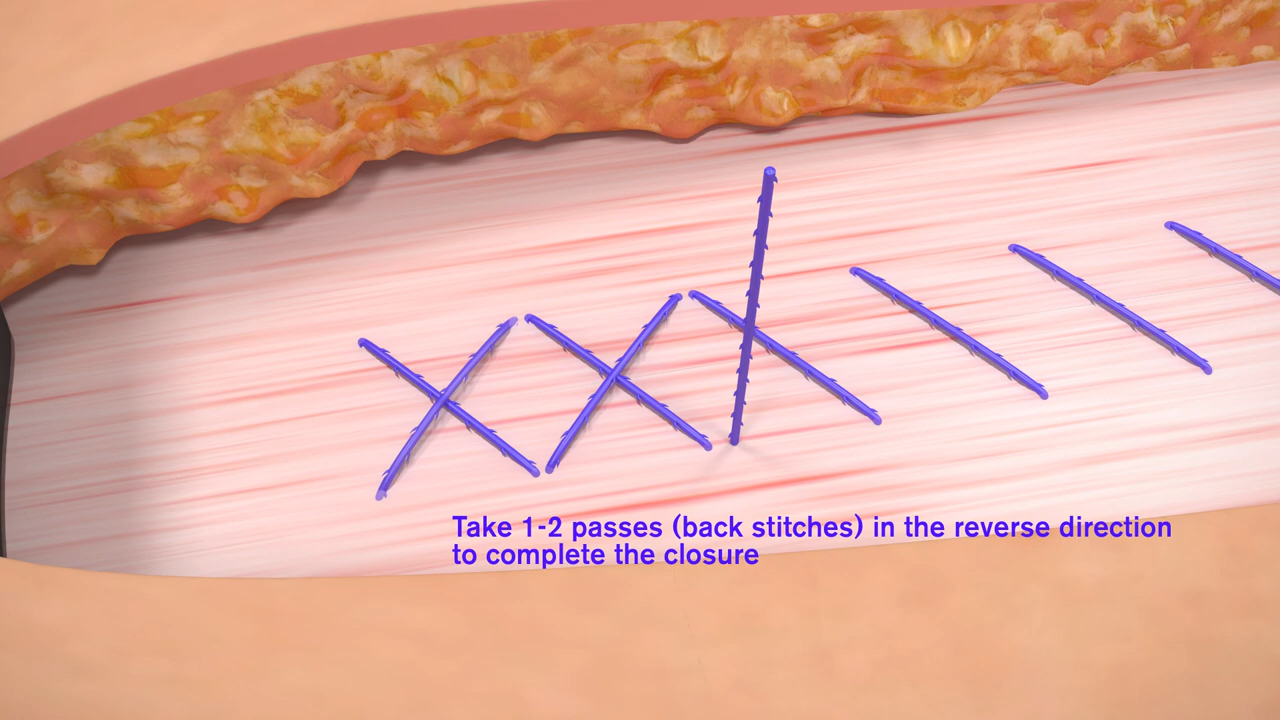 Take 1-2 passes (back stitches) in the reverse direction
to complete the closure